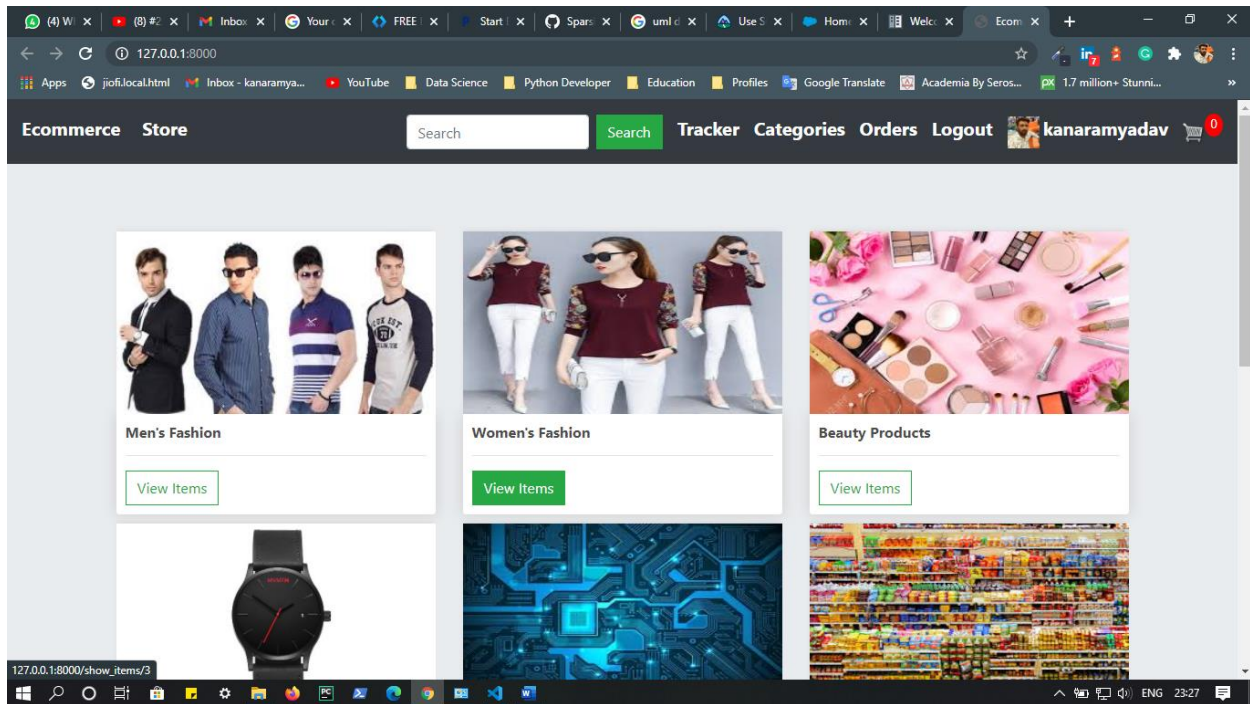 (4) W
(8) #2
Inbox
Your
FREE
Start
Spars
uml d
Use S
Home
Welc
Ecom
127.0.0.1:8000
Apps
jiofi.local.html
Inbox - kanaramya...
YouTube
Data Science
Python Developer
Education
Profiles
Google Translate
Academia By Seros...
1.7 million+ Stunni...
»
Ecommerce Store
Search
Search
Tracker
Categories
Orders
Logout
kanaramyadav
0
Men's Fashion
Women's Fashion
Beauty Products
View Items
View Items
View Items
127.0.0.1:8000/show_items/3
ENG
23:27